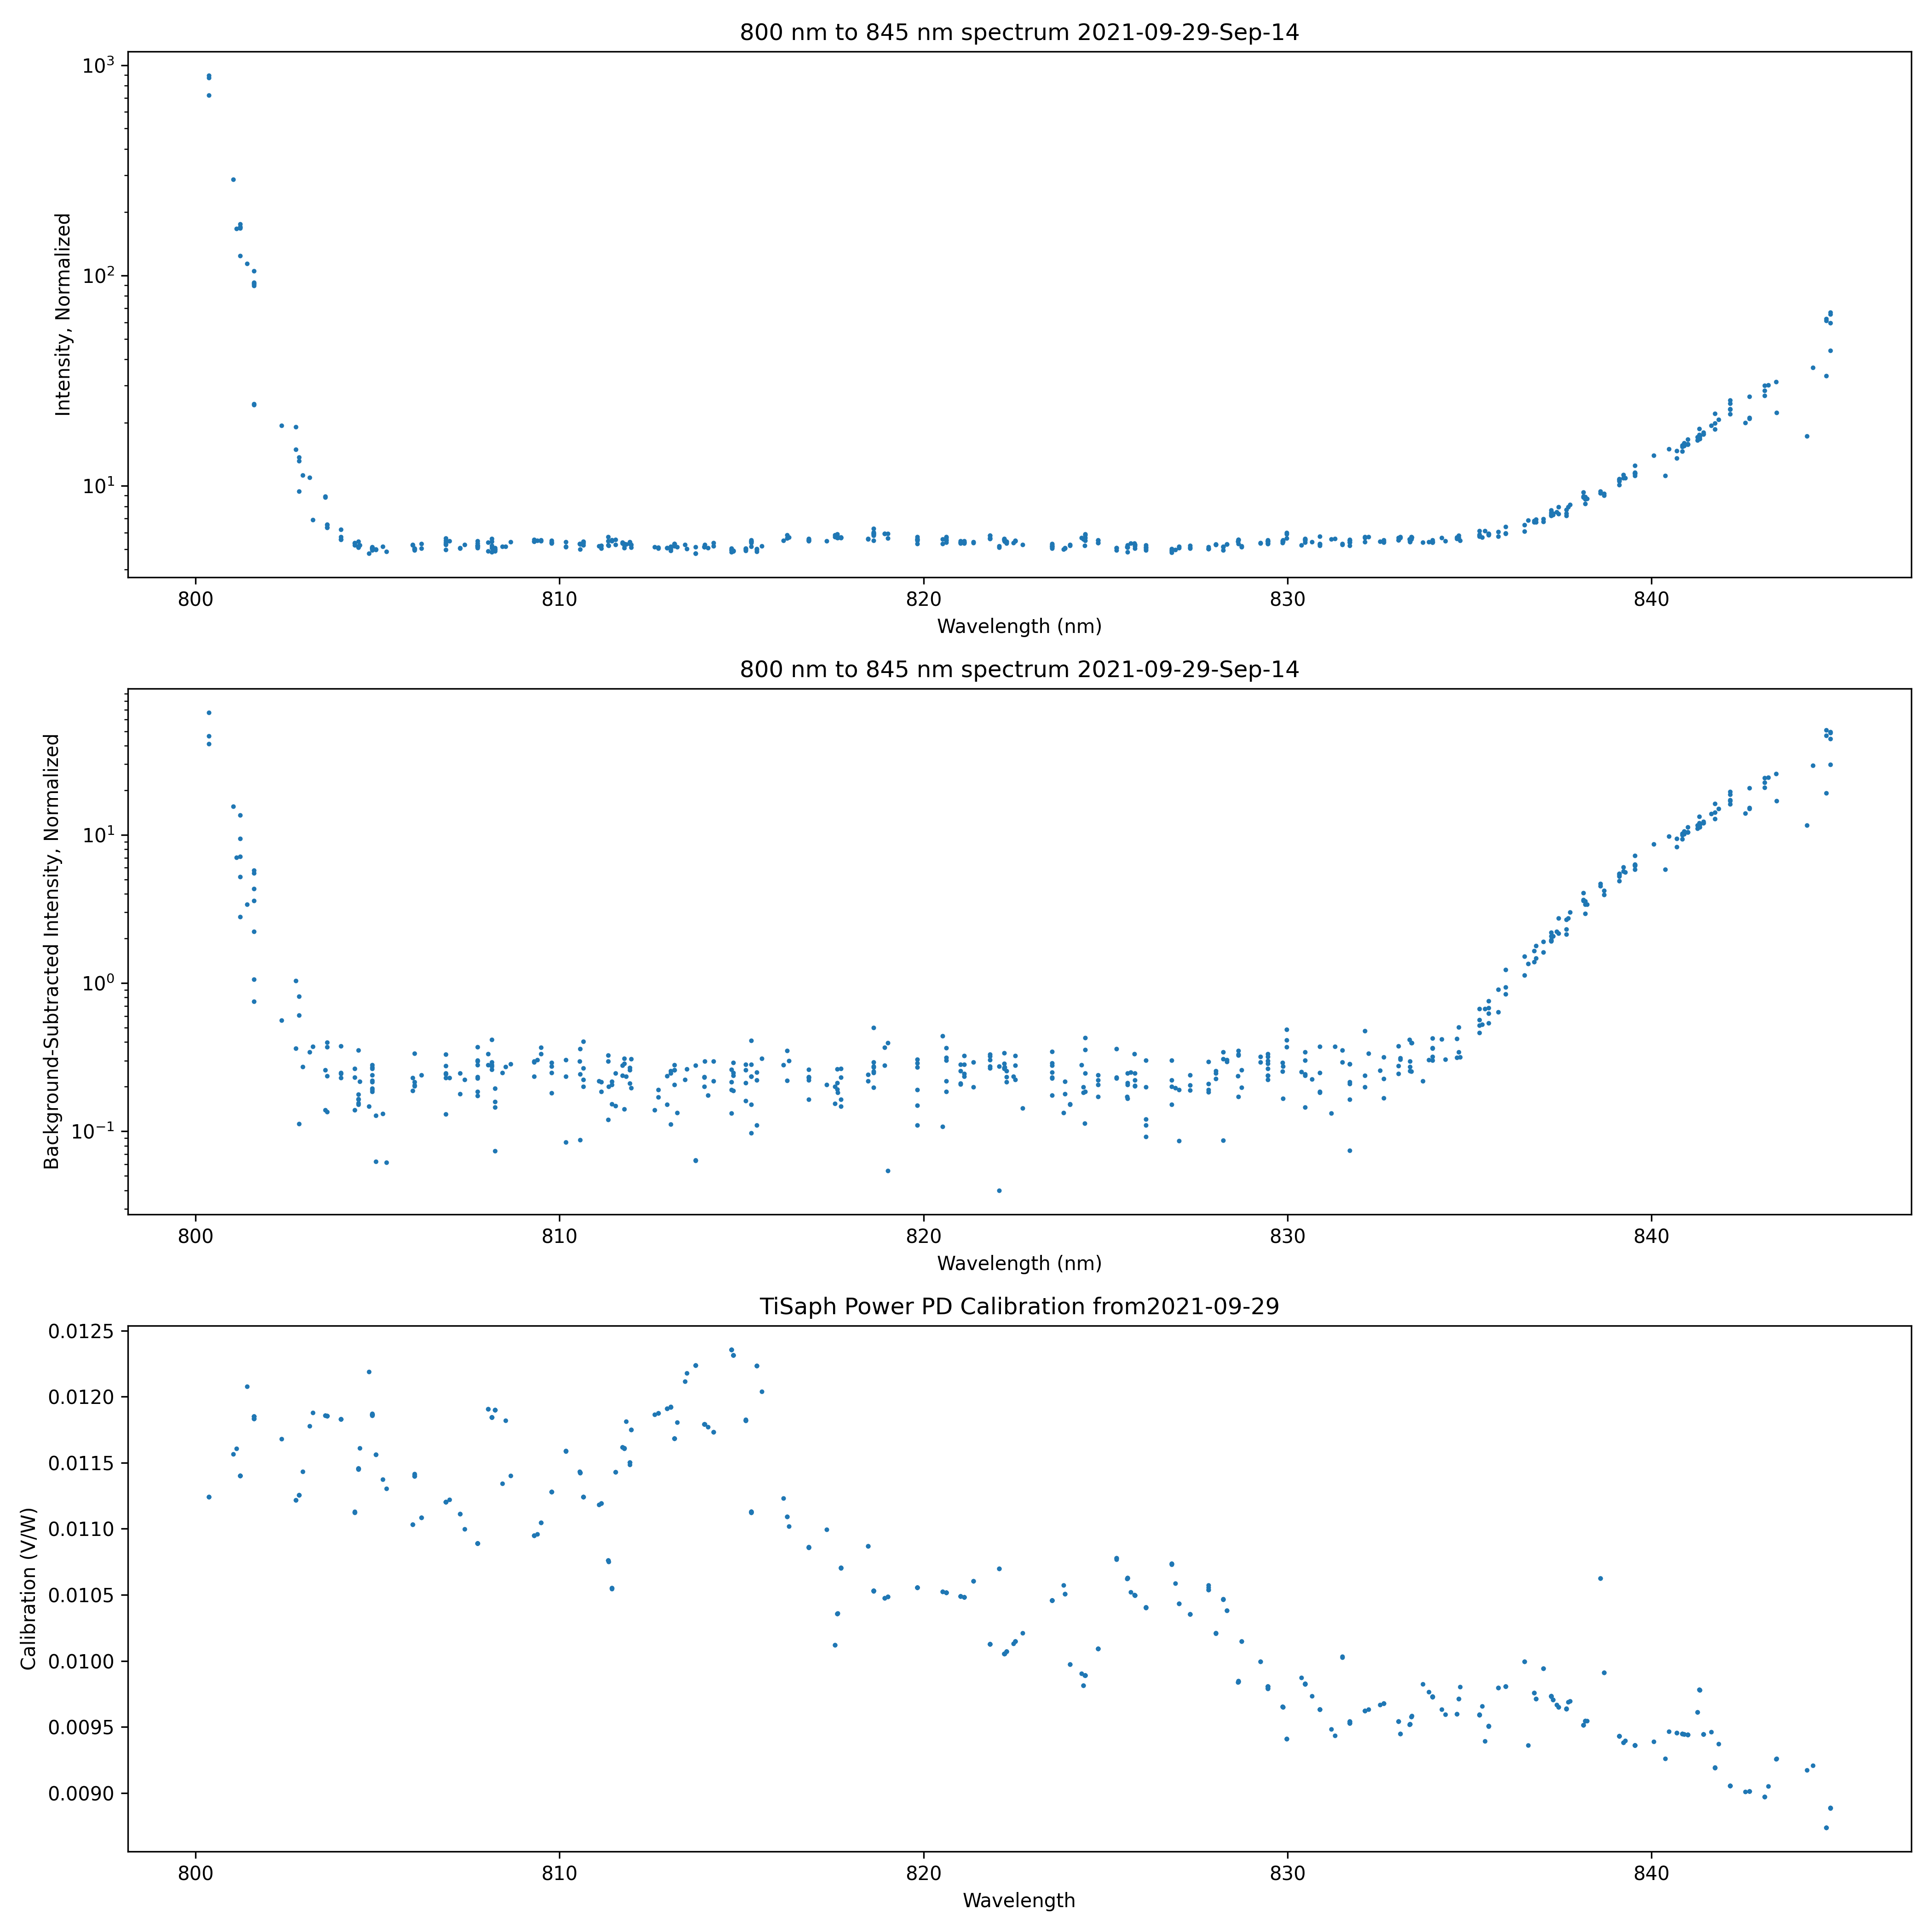 800 nm to 845 nm spectrum 2021-09-29-Sep-14
Intensity, Normalized
10³
10²
10¹
800 810 820 830 840
Wavelength (nm)
800 nm to 845 nm spectrum 2021-09-29-Sep-14
Background-Subtracted Intensity, Normalized
10¹
10⁰
10⁻¹
800 810 820 830 840
Wavelength (nm)
TiSaph Power PD Calibration from2021-09-29
Calibration (V/W)
0.0125
0.0120
0.0115
0.0110
0.0105
0.0100
0.0095
0.0090
800 810 820 830 840
Wavelength